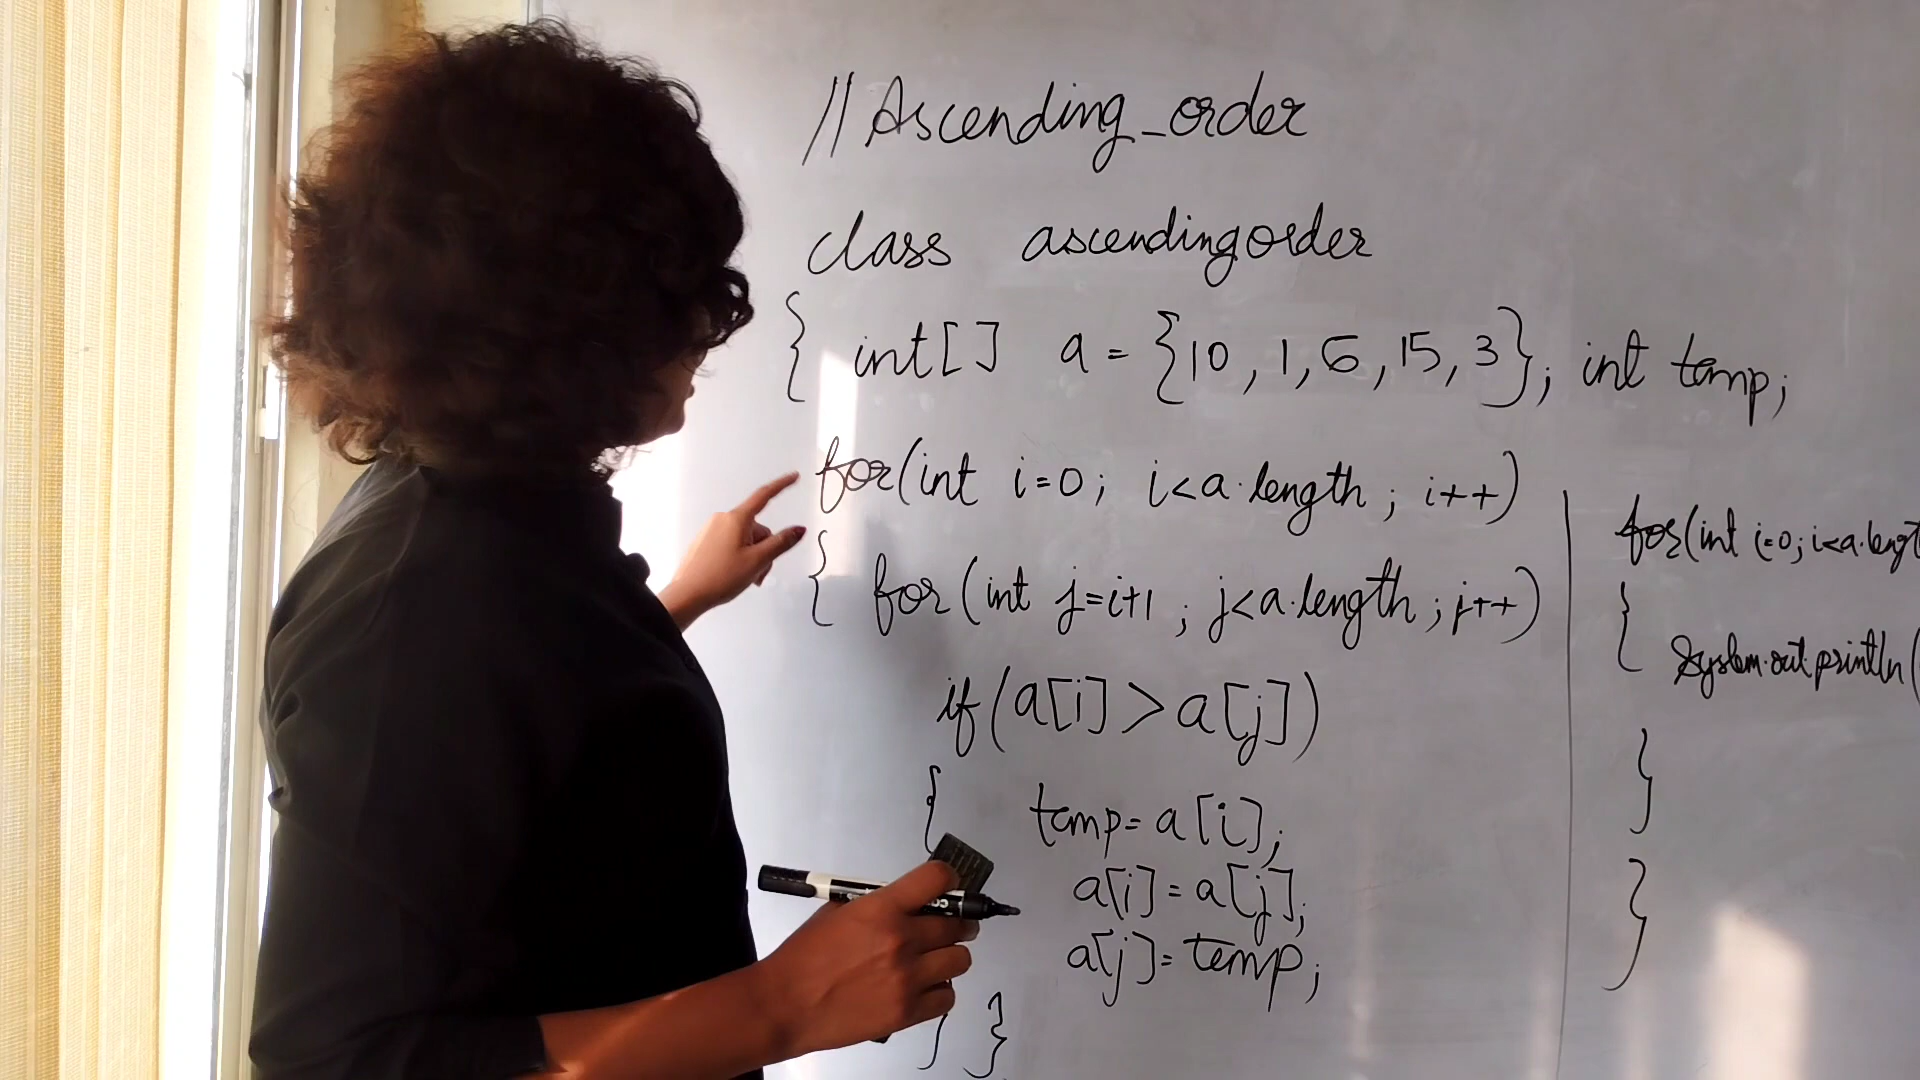 //Ascending_order
class ascendingorder
{ int[] a = {10, 1, 6, 15, 3}; int temp;
for(int i=0; i<a.length; i++)
{ for(int j=i+1; j<a.length; j++)
if(a[i]>a[j])
{ temp=a[i];
a[i]=a[j];
a[j]=temp;
} }
for(int i=0; i<a.lengt
{
System.out.println(
}
}